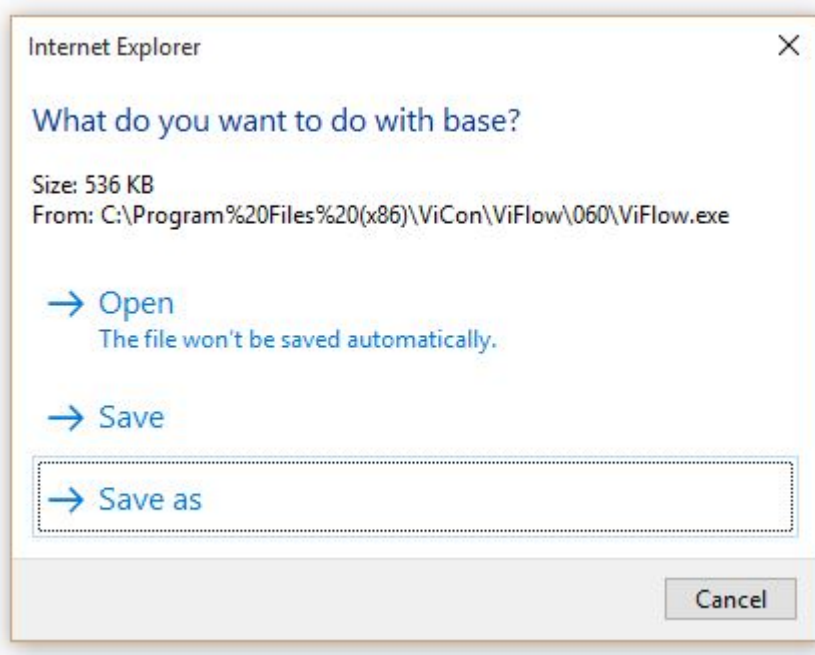 Internet Explorer
What do you want to do with base?
Size: 536 KB
From: C:\Program%20Files%20(x86)\ViCon\ViFlow\060\ViFlow.exe
Open
The file won't be saved automatically.
Save
Save as
Cancel